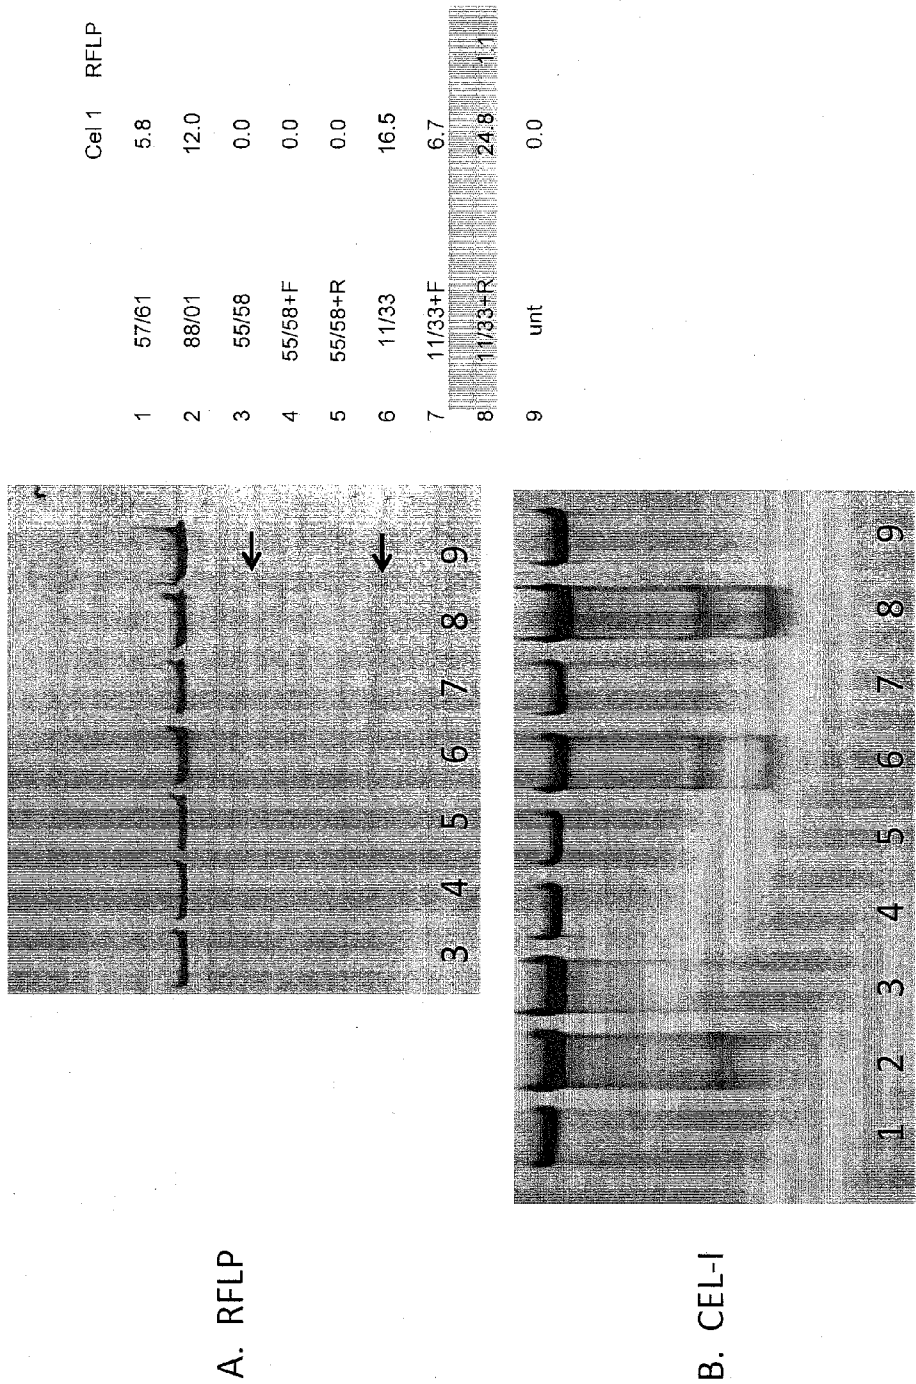 A. RFLP
3 4 5 6 7 8 9
B. CEL-I
1 2 3 4 5 6 7 8 9
Cel 1 RFLP
1 57/61 5.8
2 88/01 12.0
3 55/58 0.0
4 55/58+F 0.0
5 55/58+R 0.0
6 11/33 16.5
7 11/33+F 6.7
8 11/33+R 24.8 1.1
9 unt 0.0